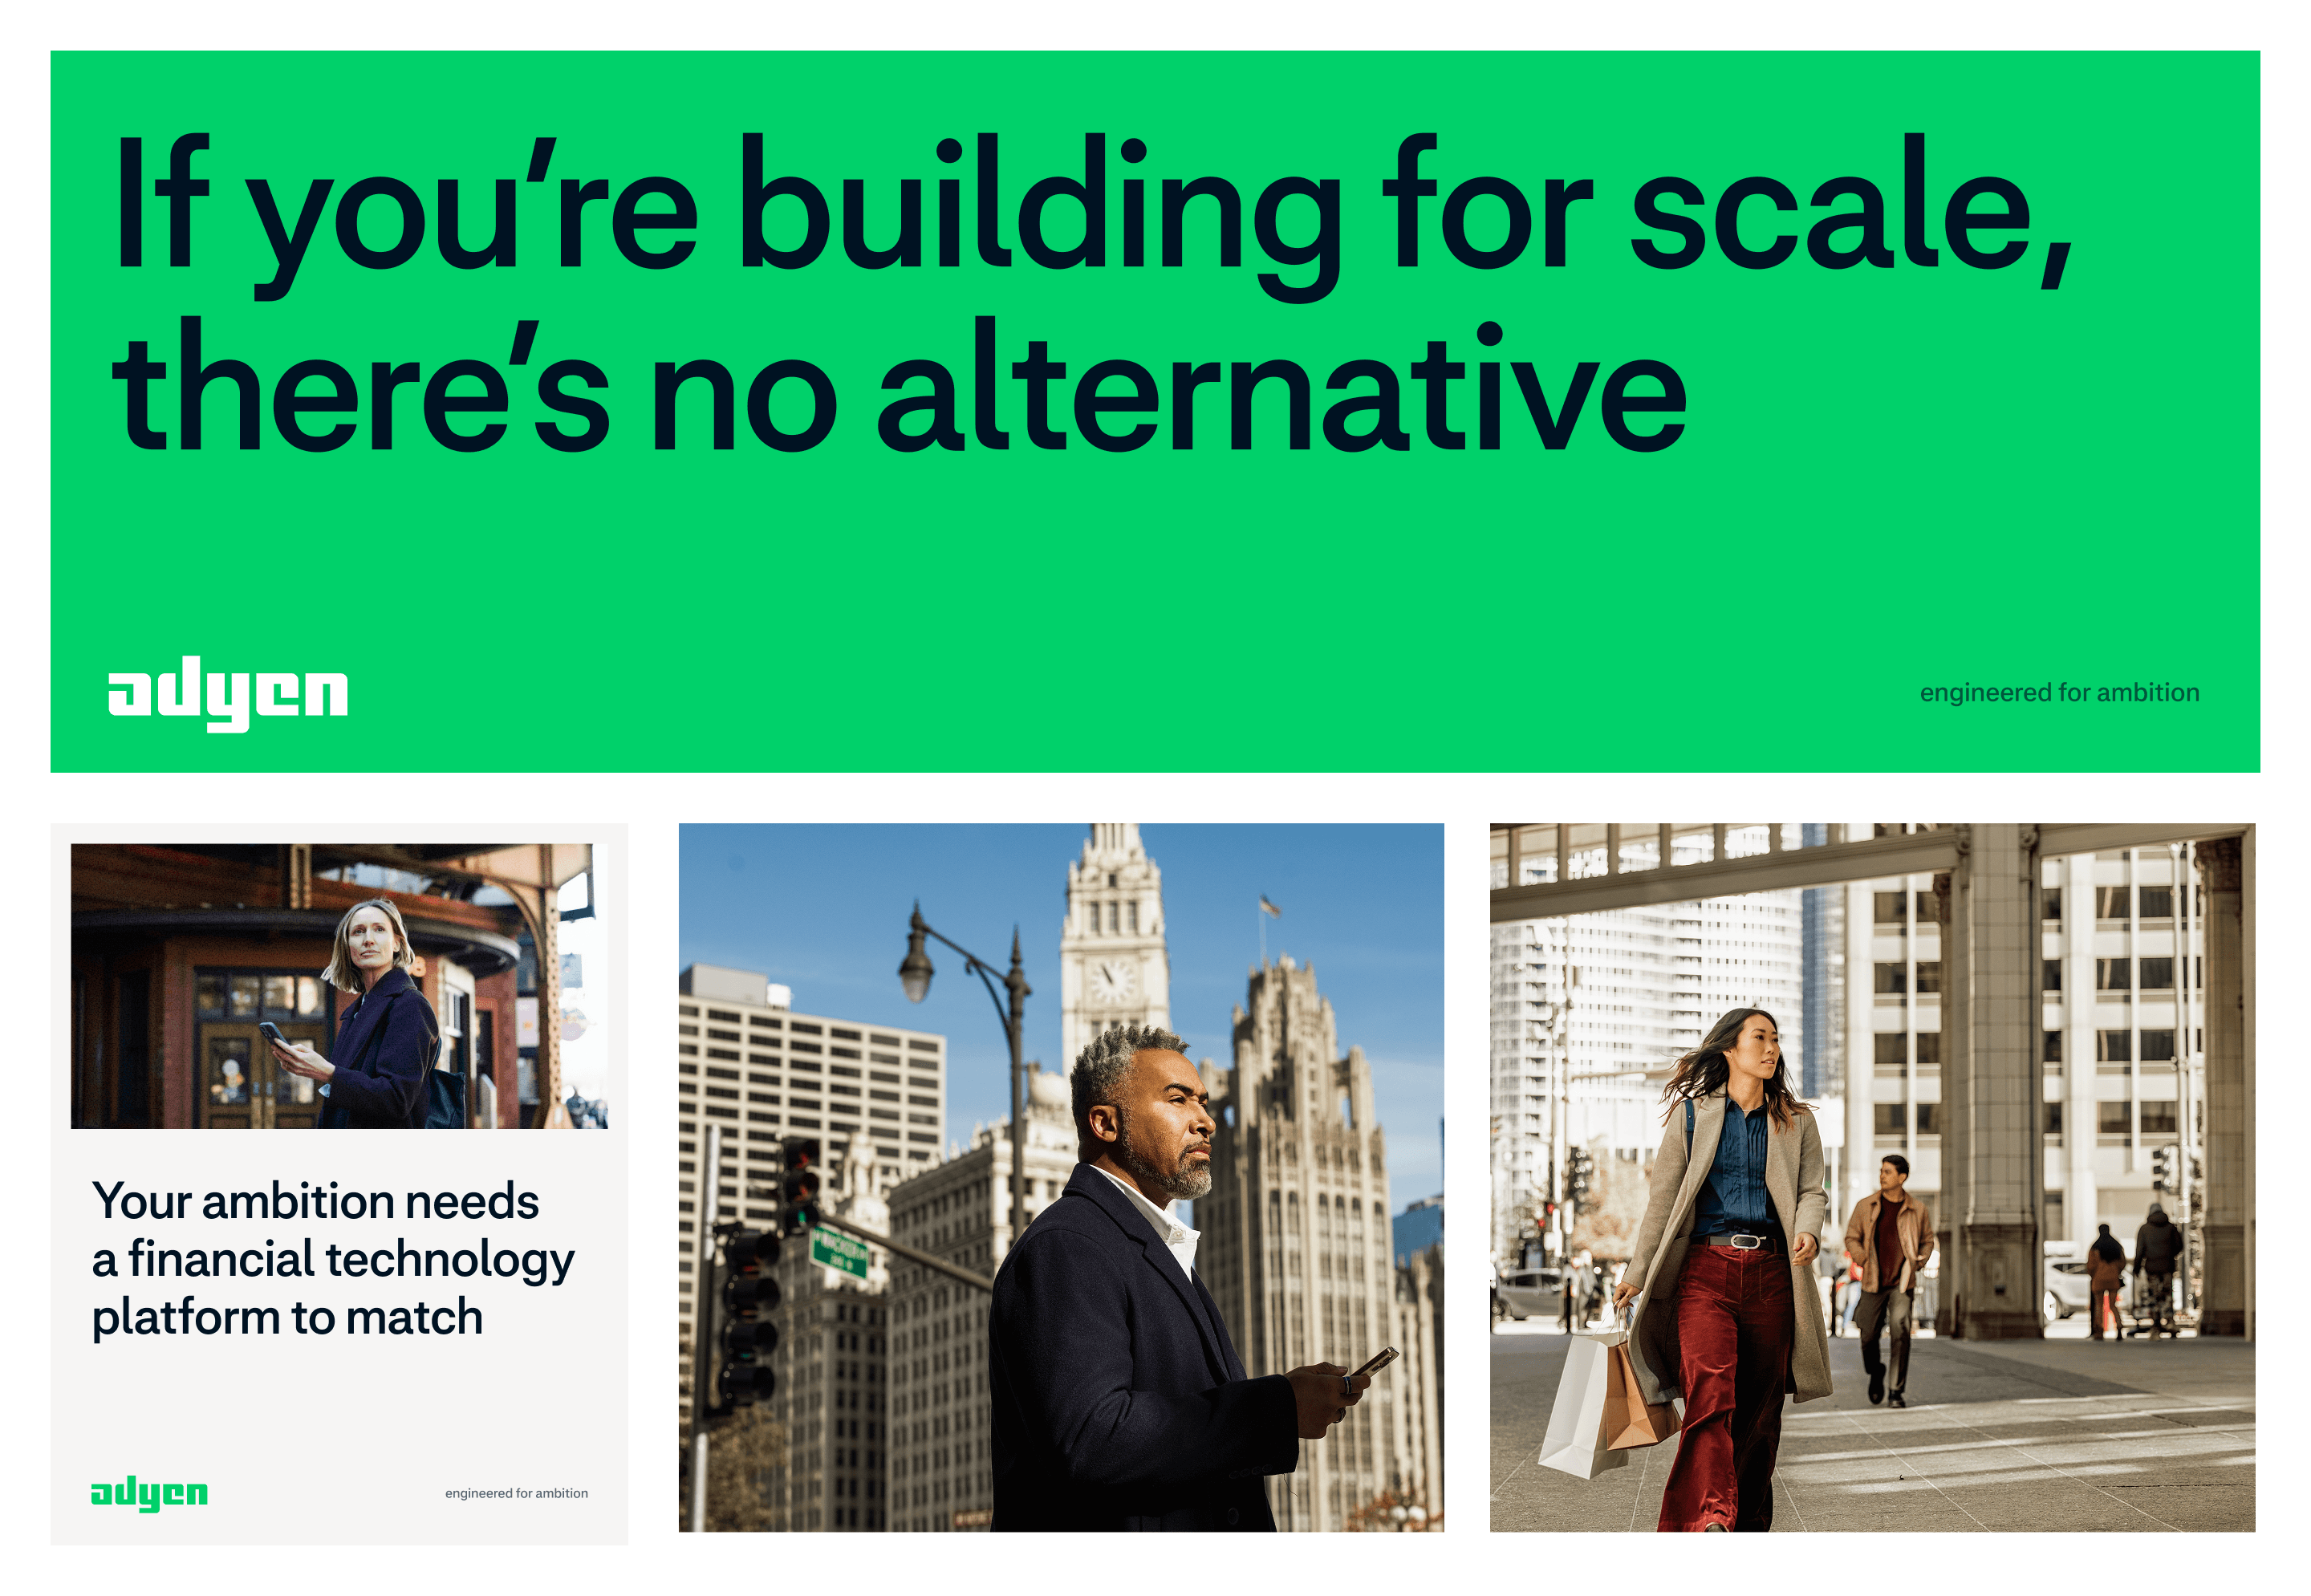 If you’re building for scale,
there’s no alternative
adyen
engineered for ambition
Your ambition needs
a financial technology
platform to match
adyen
engineered for ambition